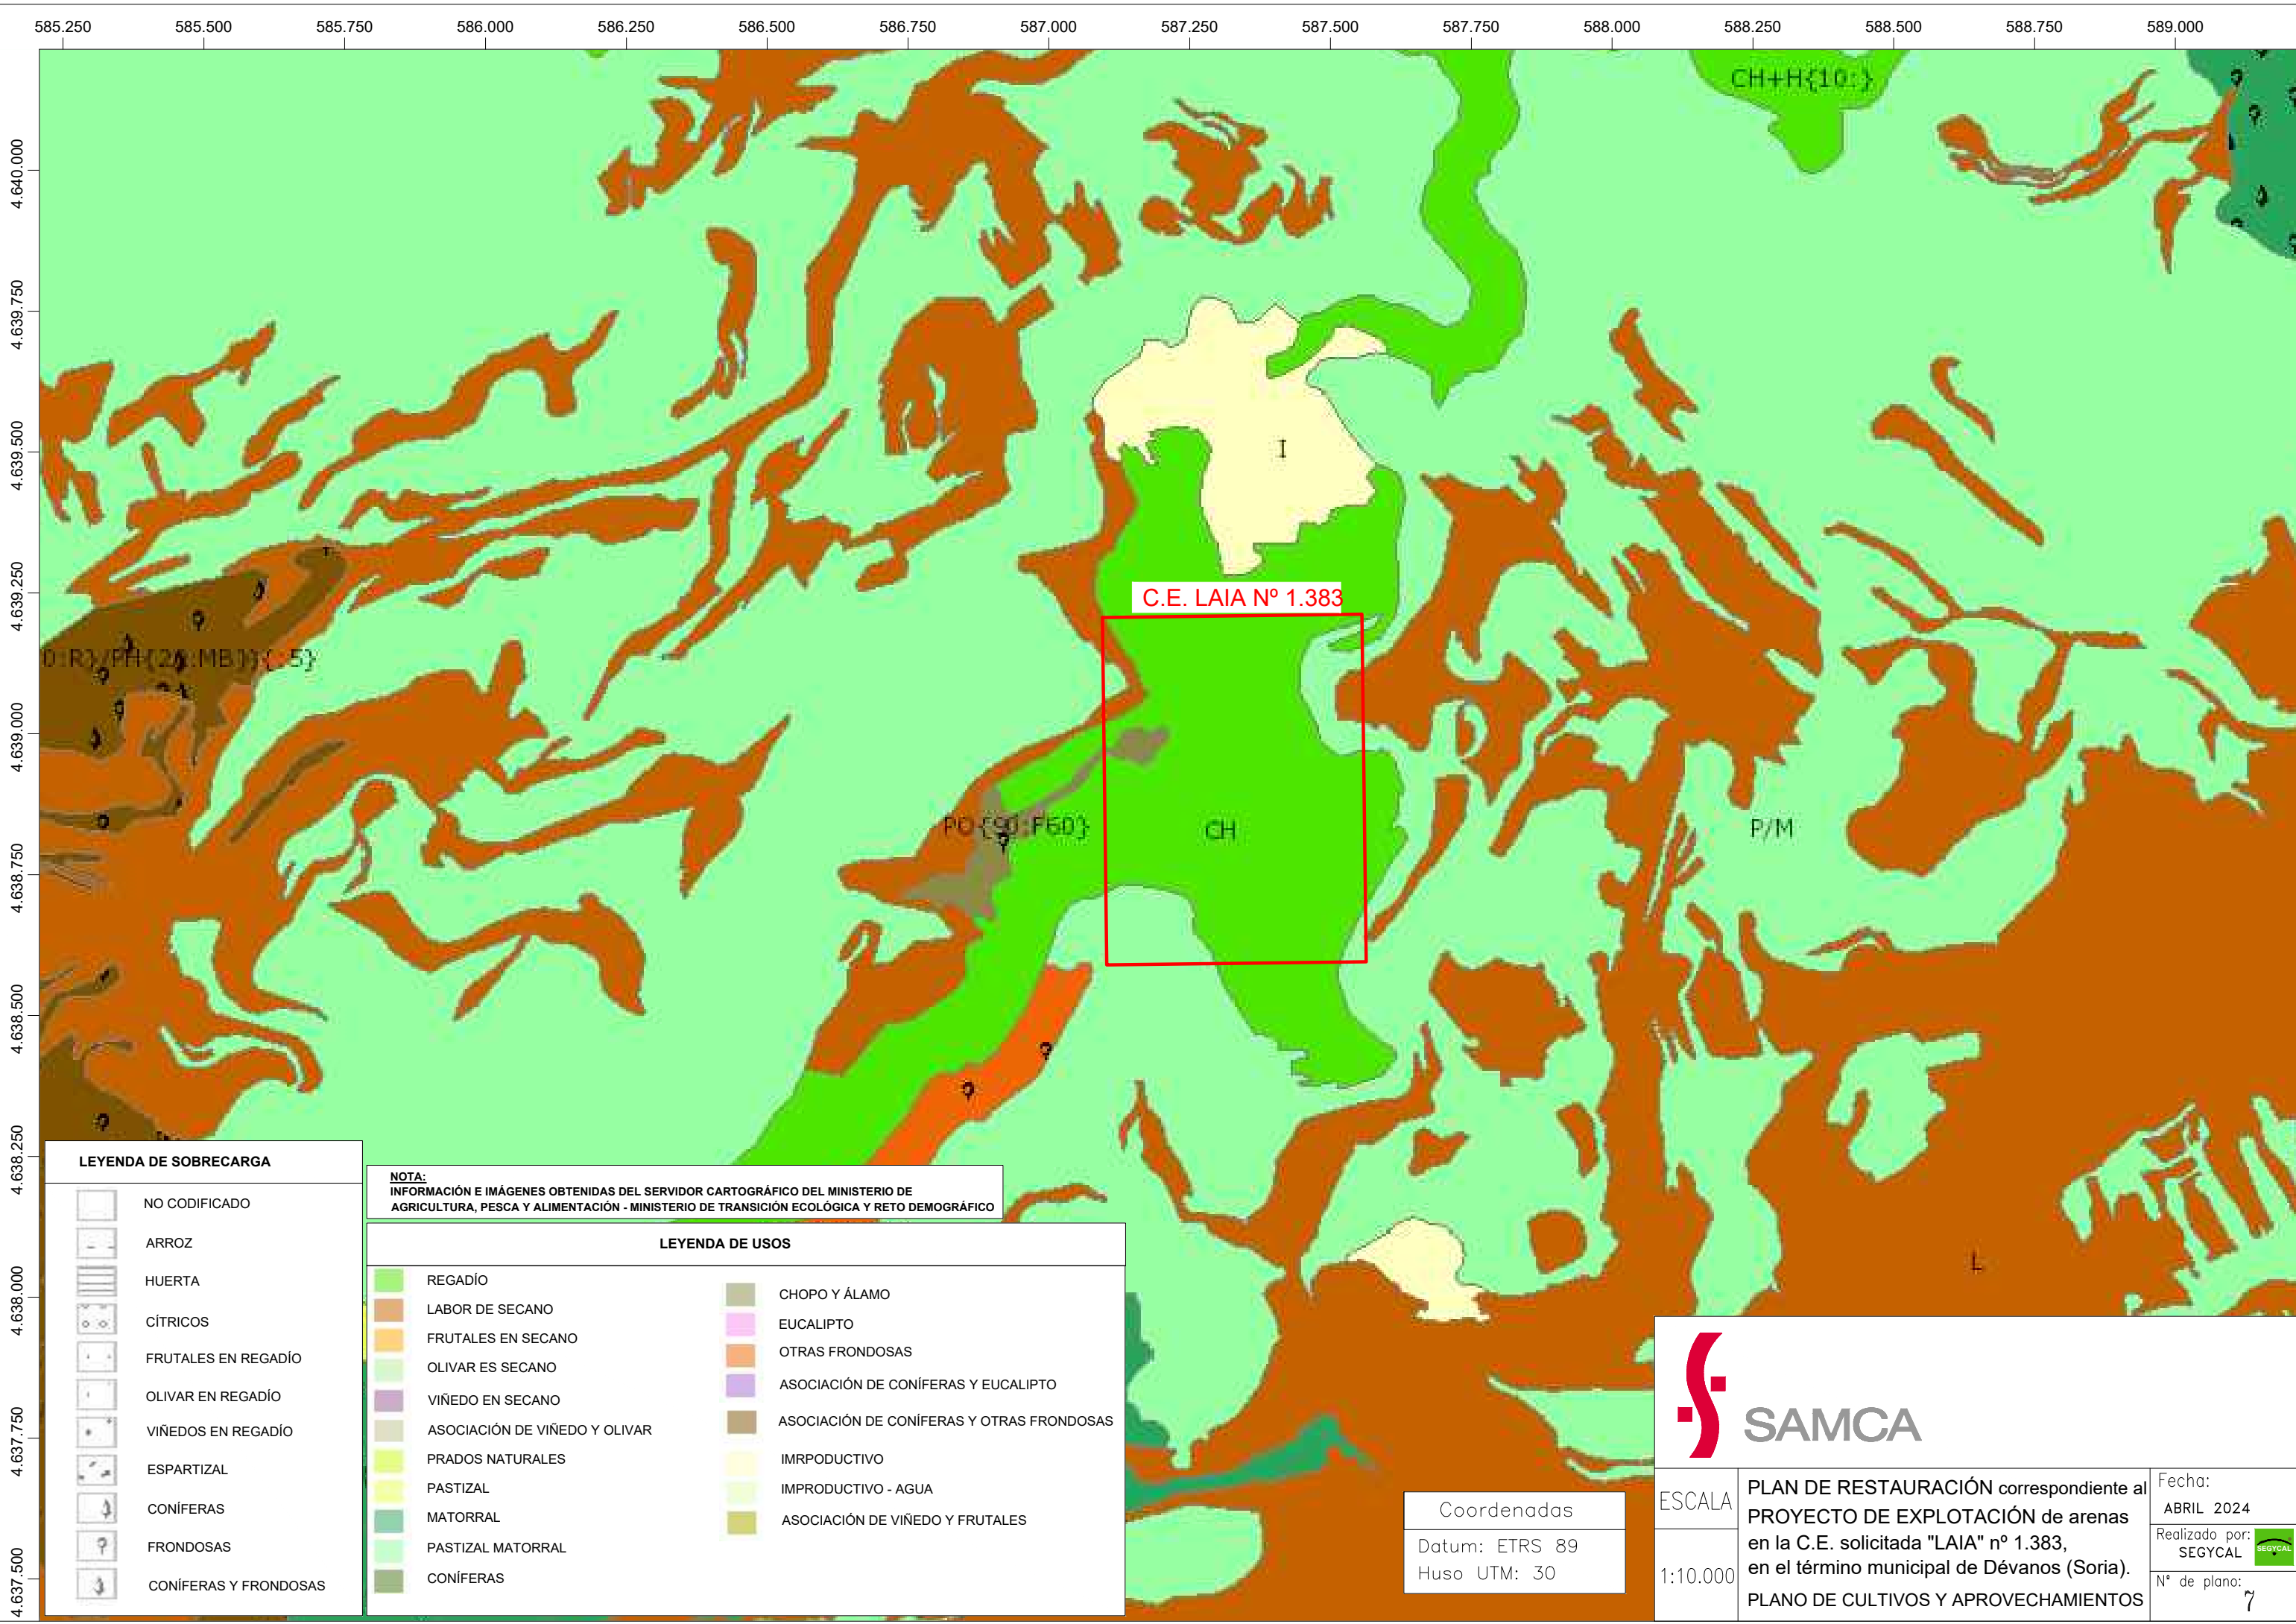 585.250 585.500 585.750 586.000 586.250 586.500 586.750 587.000 587.250 587.500 587.750 588.000 588.250 588.500 588.750 589.000
4.640.000
4.639.750
4.639.500
4.639.250
4.639.000
4.638.750
4.638.500
4.638.250
4.638.000
4.637.750
4.637.500
CH+H{10:}
I
C.E. LAIA Nº 1.383
CH
P/M
L
LEYENDA DE SOBRECARGA
NO CODIFICADO
ARROZ
HUERTA
CÍTRICOS
FRUTALES EN REGADÍO
OLIVAR EN REGADÍO
VIÑEDOS EN REGADÍO
ESPARTIZAL
CONÍFERAS
FRONDOSAS
CONÍFERAS Y FRONDOSAS
NOTA:
INFORMACIÓN E IMÁGENES OBTENIDAS DEL SERVIDOR CARTOGRÁFICO DEL MINISTERIO DE
AGRICULTURA, PESCA Y ALIMENTACIÓN - MINISTERIO DE TRANSICIÓN ECOLÓGICA Y RETO DEMOGRÁFICO
LEYENDA DE USOS
REGADÍO
LABOR DE SECANO
FRUTALES EN SECANO
OLIVAR ES SECANO
VIÑEDO EN SECANO
ASOCIACIÓN DE VIÑEDO Y OLIVAR
PRADOS NATURALES
PASTIZAL
MATORRAL
PASTIZAL MATORRAL
CONÍFERAS
CHOPO Y ÁLAMO
EUCALIPTO
OTRAS FRONDOSAS
ASOCIACIÓN DE CONÍFERAS Y EUCALIPTO
ASOCIACIÓN DE CONÍFERAS Y OTRAS FRONDOSAS
IMRPODUCTIVO
IMPRODUCTIVO - AGUA
ASOCIACIÓN DE VIÑEDO Y FRUTALES
Coordenadas
Datum: ETRS 89
Huso UTM: 30
SAMCA
ESCALA
1:10.000
PLAN DE RESTAURACIÓN correspondiente al
PROYECTO DE EXPLOTACIÓN de arenas
en la C.E. solicitada "LAIA" nº 1.383,
en el término municipal de Dévanos (Soria).
PLANO DE CULTIVOS Y APROVECHAMIENTOS
Fecha:
ABRIL 2024
Realizado por:
SEGYCAL
SEGYCAL
Nº de plano:
7